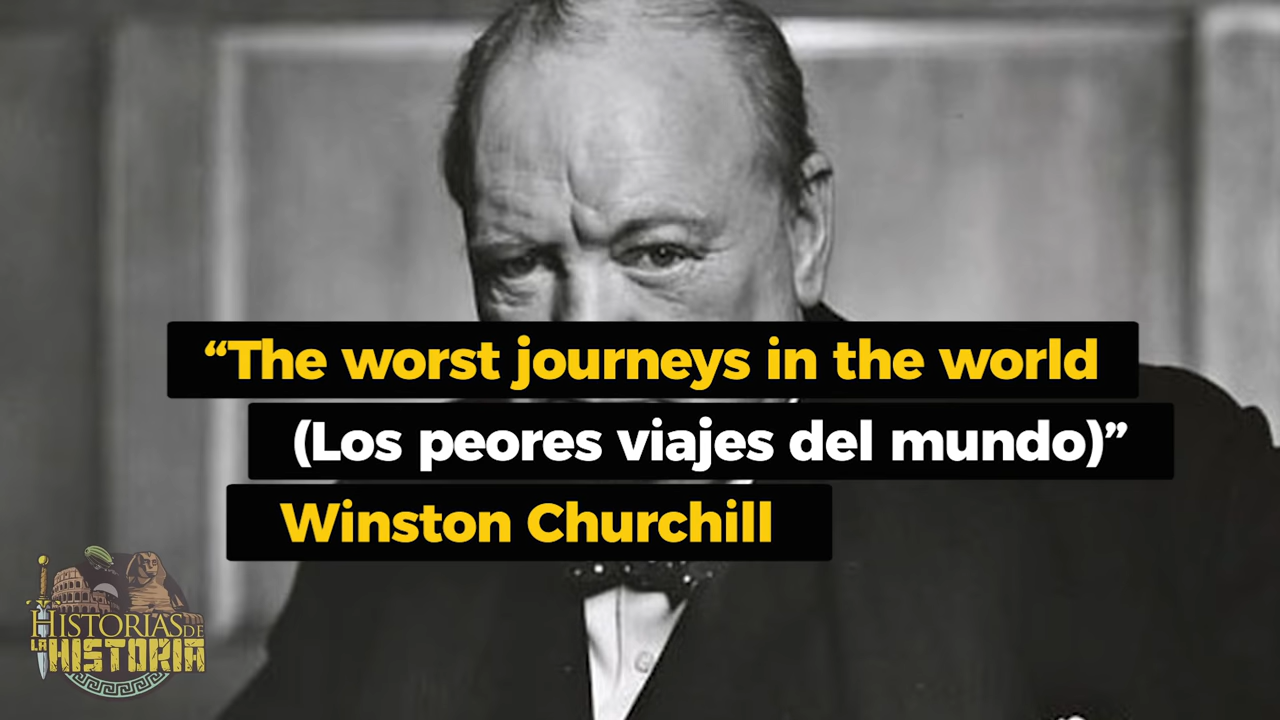 “The worst journeys in the world
(Los peores viajes del mundo)”
Winston Churchill
HISTORIAS DE
LA HISTORIA